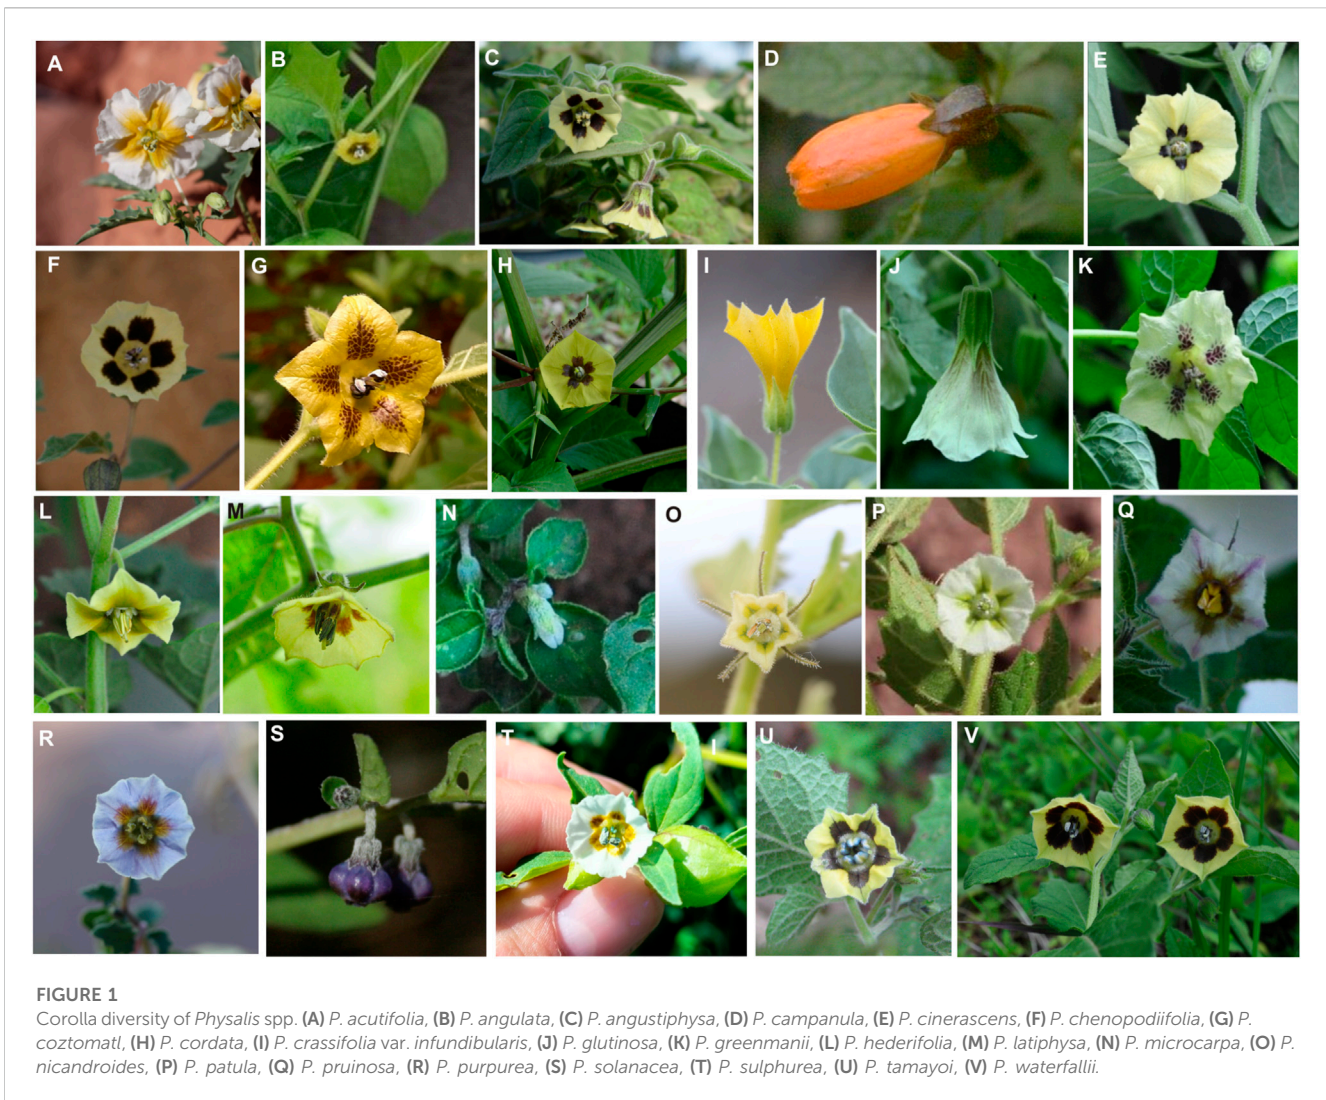 A
B
C
D
E
F
G
H
I
J
K
L
M
N
O
P
Q
R
S
T
I
U
V
FIGURE 1
Corolla diversity of Physalis spp. (A) P. acutifolia, (B) P. angulata, (C) P. angustiphysa, (D) P. campanula, (E) P. cinerascens, (F) P. chenopodiifolia, (G) P.
coztomatl, (H) P. cordata, (I) P. crassifolia var. infundibularis, (J) P. glutinosa, (K) P. greenmanii, (L) P. hederifolia, (M) P. latiphysa, (N) P. microcarpa, (O) P.
nicandroides, (P) P. patula, (Q) P. pruinosa, (R) P. purpurea, (S) P. solanacea, (T) P. sulphurea, (U) P. tamayoi, (V) P. waterfallii.